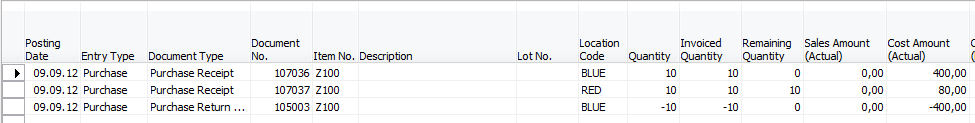 Posting Date Entry Type Document Type Document No. Item No. Description Lot No. Location Code Quantity Invoiced Quantity Remaining Quantity Sales Amount (Actual) Cost Amount (Actual)
09.09.12 Purchase Purchase Receipt 107036 Z100 BLUE 10 10 0 0,00 400,00
09.09.12 Purchase Purchase Receipt 107037 Z100 RED 10 10 10 0,00 80,00
09.09.12 Purchase Purchase Return ... 105003 Z100 BLUE -10 -10 0 0,00 -400,00